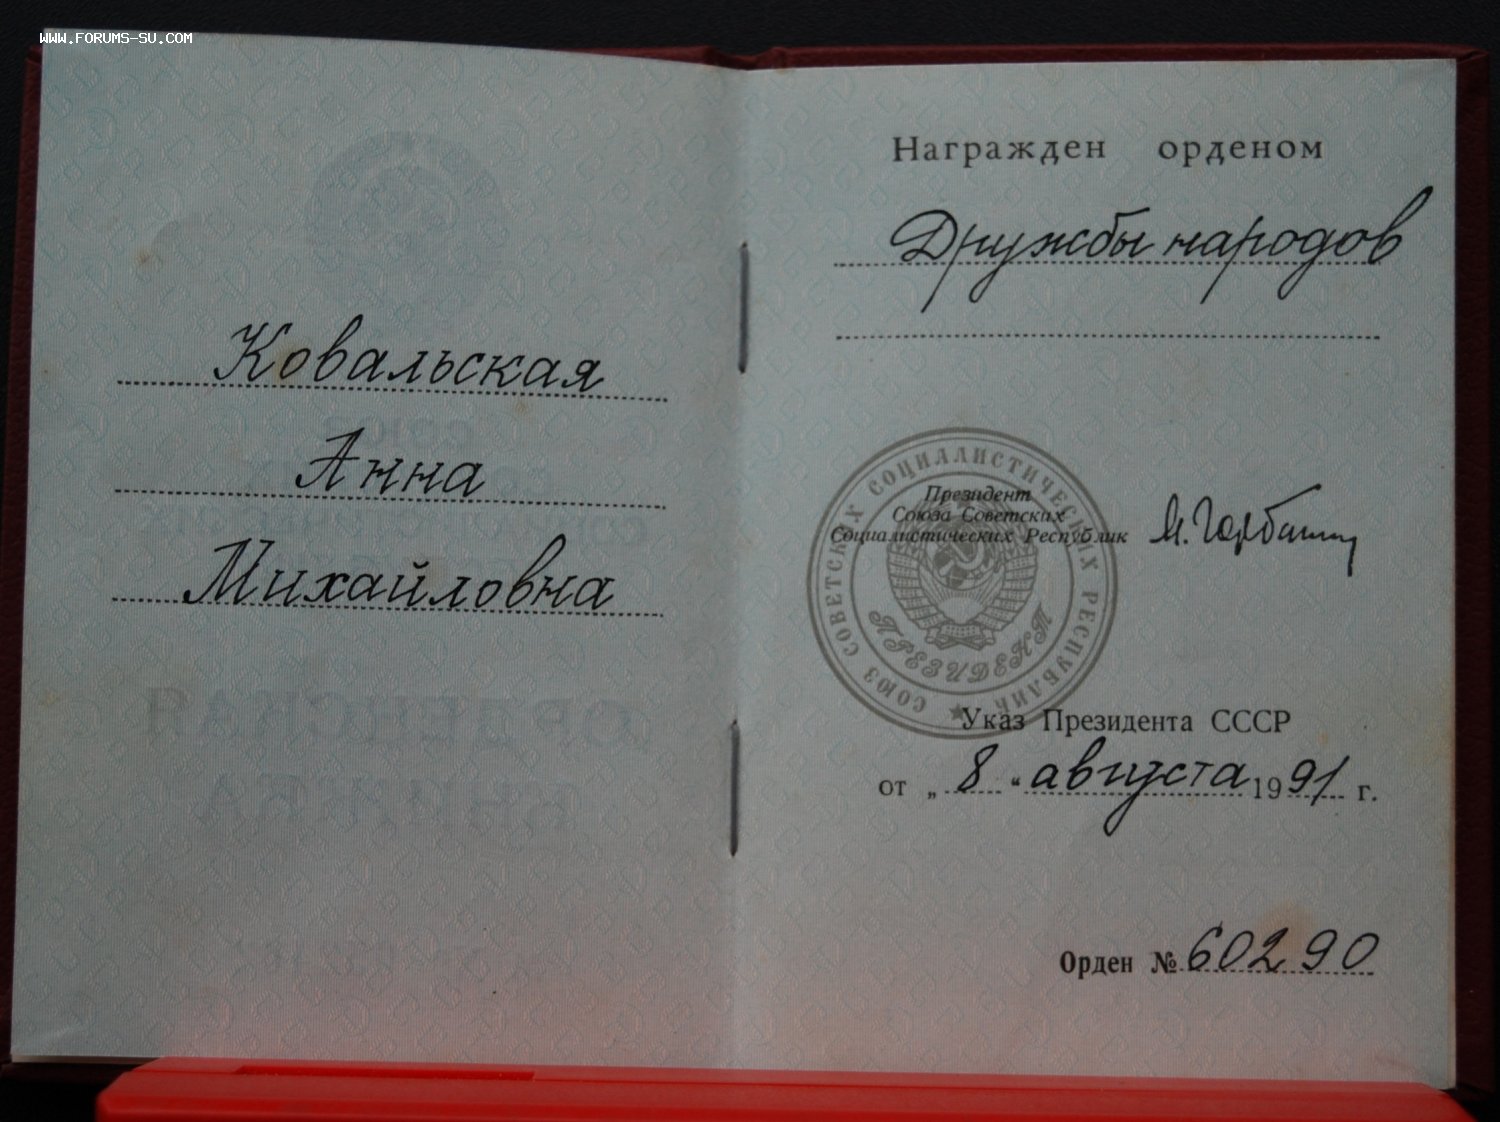 WWW.FORUMS-SU.COM
Ковальская
Анна
Михайловна
Награжден орденом
Дружбы народов
Президент
Союза Советских
Социалистических Республик
М. Горбачев
СОЮЗ СОВЕТСКИХ СОЦИАЛИСТИЧЕСКИХ РЕСПУБЛИК
ПРЕЗИДЕНТ
Указ Президента СССР
от „ 8 “ августа 1991 г.
Орден № 60290